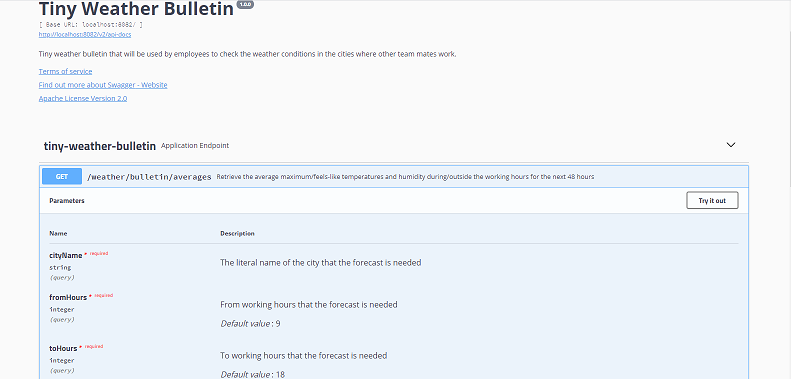 Tiny Weather Bulletin 1.0.0
[ Base URL: localhost:8082/ ]
http://localhost:8082/v2/api-docs
Tiny weather bulletin that will be used by employees to check the weather conditions in the cities where other team mates work.
Terms of service
Find out more about Swagger - Website
Apache License Version 2.0
tiny-weather-bulletin Application Endpoint
GET /weather/bulletin/averages Retrieve the average maximum/feels-like temperatures and humidity during/outside the working hours for the next 48 hours
Parameters Try it out
Name Description
cityName * required
string
(query)
The literal name of the city that the forecast is needed
fromHours * required
integer
(query)
From working hours that the forecast is needed
Default value : 9
toHours * required
integer
(query)
To working hours that the forecast is needed
Default value : 18